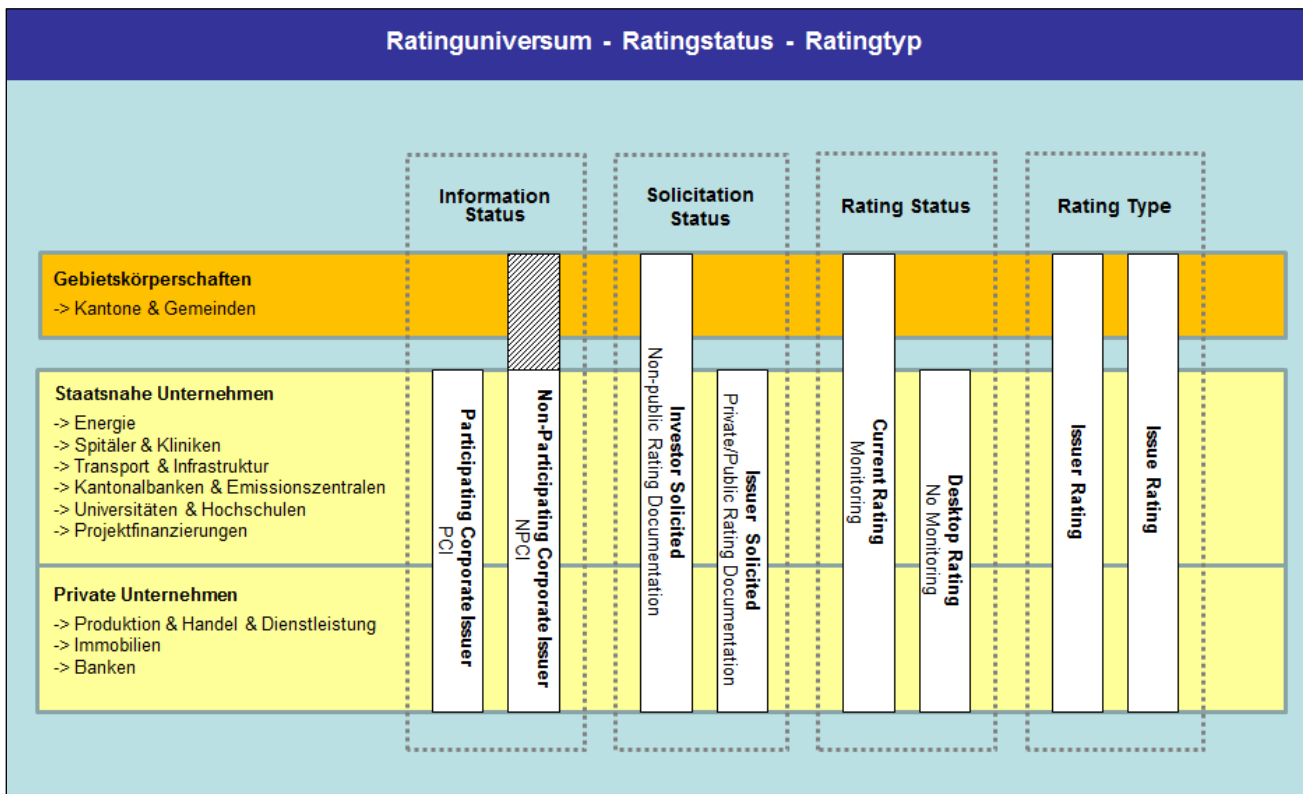 Ratinguniversum - Ratingstatus - Ratingtyp
Information
Status
Solicitation
Status
Rating Status
Rating Type
Gebietskörperschaften
-> Kantone & Gemeinden
Staatsnahe Unternehmen
-> Energie
-> Spitäler & Kliniken
-> Transport & Infrastruktur
-> Kantonalbanken & Emissionszentralen
-> Universitäten & Hochschulen
-> Projektfinanzierungen
Private Unternehmen
-> Produktion & Handel & Dienstleistung
-> Immobilien
-> Banken
Participating Corporate Issuer
PCI
Non-Participating Corporate Issuer
NPCI
Investor Solicited
Non-public Rating Documentation
Issuer Solicited
Private/Public Rating Documentation
Current Rating
Monitoring
Desktop Rating
No Monitoring
Issuer Rating
Issue Rating